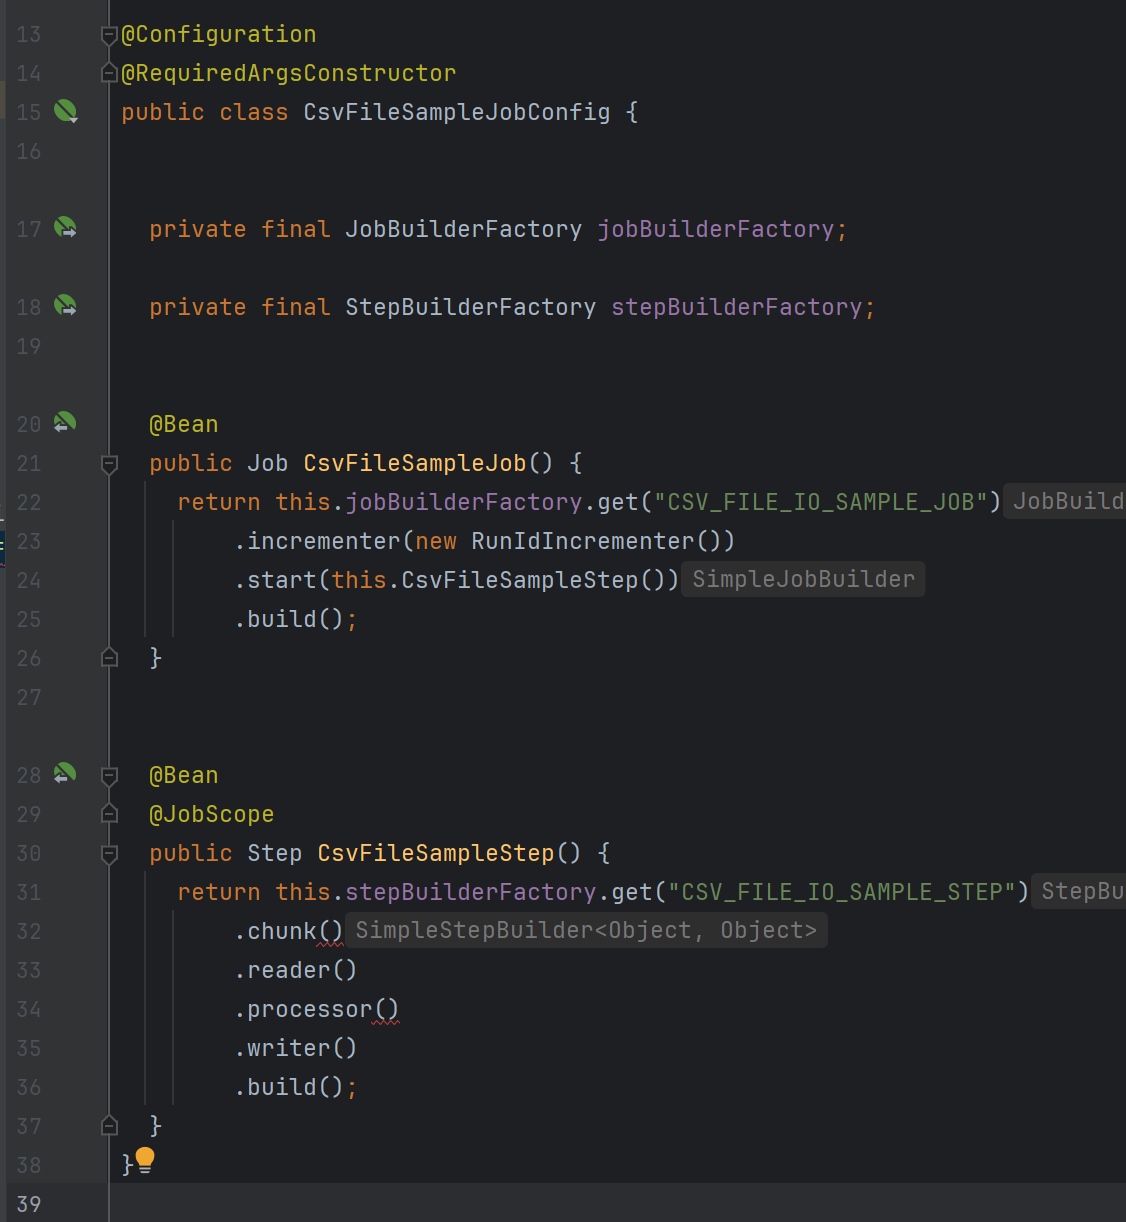 13 @Configuration
14 @RequiredArgsConstructor
15 public class CsvFileSampleJobConfig {
16
17 private final JobBuilderFactory jobBuilderFactory;
18 private final StepBuilderFactory stepBuilderFactory;
19
20 @Bean
21 public Job CsvFileSampleJob() {
22 return this.jobBuilderFactory.get("CSV_FILE_IO_SAMPLE_JOB") JobBuild
23 .incrementer(new RunIdIncrementer())
24 .start(this.CsvFileSampleStep()) SimpleJobBuilder
25 .build();
26 }
27
28 @Bean
29 @JobScope
30 public Step CsvFileSampleStep() {
31 return this.stepBuilderFactory.get("CSV_FILE_IO_SAMPLE_STEP") StepBu
32 .chunk() SimpleStepBuilder<Object, Object>
33 .reader()
34 .processor()
35 .writer()
36 .build();
37 }
38 }
39